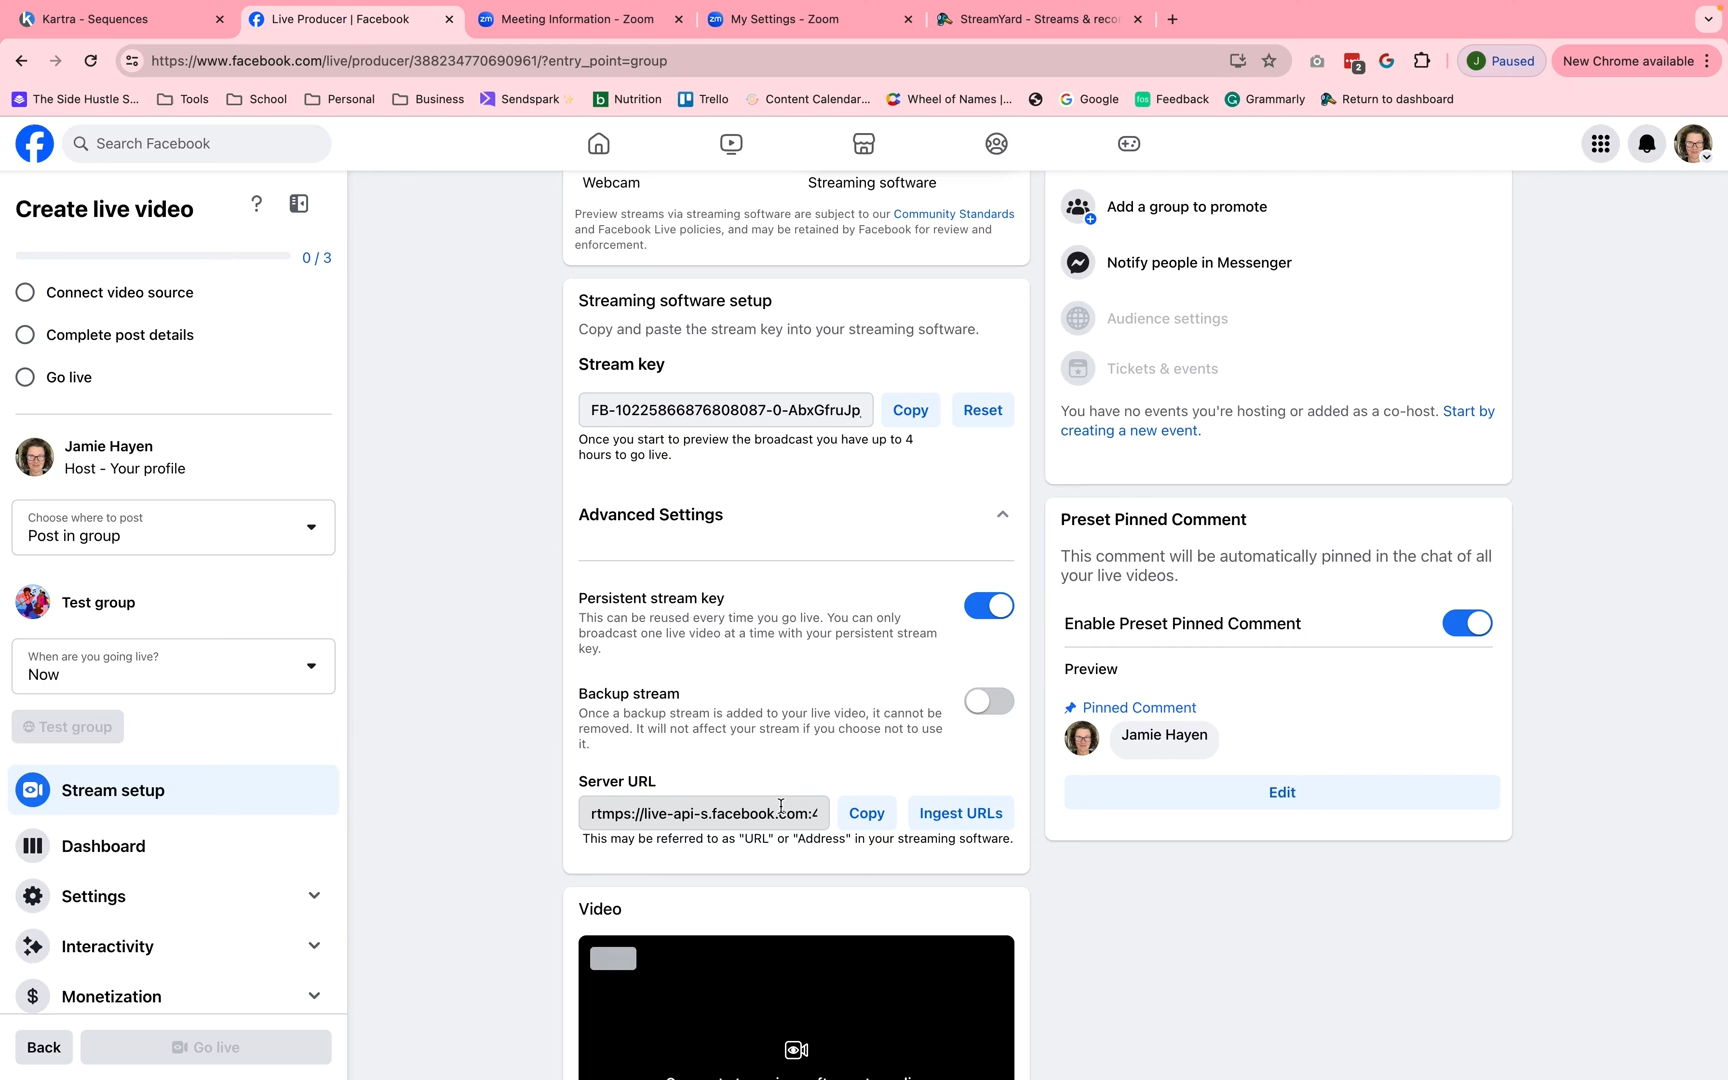 Kartra - Sequences
Live Producer | Facebook
Meeting Information - Zoom
My Settings - Zoom
StreamYard - Streams & reco
https://www.facebook.com/live/producer/388234770690961/?entry_point=group
2
J Paused
New Chrome available
The Side Hustle S...
Tools
School
Personal
Business
Sendspark
Nutrition
Trello
Content Calendar...
Wheel of Names |...
Google
Feedback
Grammarly
Return to dashboard
Search Facebook
Create live video
0 / 3
Connect video source
Complete post details
Go live
Jamie Hayen
Host - Your profile
Choose where to post
Post in group
Test group
When are you going live?
Now
Test group
Stream setup
Dashboard
Settings
Interactivity
Monetization
Back
Go live
Webcam
Streaming software
Preview streams via streaming software are subject to our Community Standards
and Facebook Live policies, and may be retained by Facebook for review and
enforcement.
Streaming software setup
Copy and paste the stream key into your streaming software.
Stream key
FB-10225866876808087-0-AbxGfruJp
Copy
Reset
Once you start to preview the broadcast you have up to 4
hours to go live.
Advanced Settings
Persistent stream key
This can be reused every time you go live. You can only
broadcast one live video at a time with your persistent stream
key.
Backup stream
Once a backup stream is added to your live video, it cannot be
removed. It will not affect your stream if you choose not to use
it.
Server URL
rtmps://live-api-s.facebook.com:4
Copy
Ingest URLs
This may be referred to as "URL" or "Address" in your streaming software.
Video
Add a group to promote
Notify people in Messenger
Audience settings
Tickets & events
You have no events you're hosting or added as a co-host. Start by
creating a new event.
Preset Pinned Comment
This comment will be automatically pinned in the chat of all
your live videos.
Enable Preset Pinned Comment
Preview
Pinned Comment
Jamie Hayen
Edit